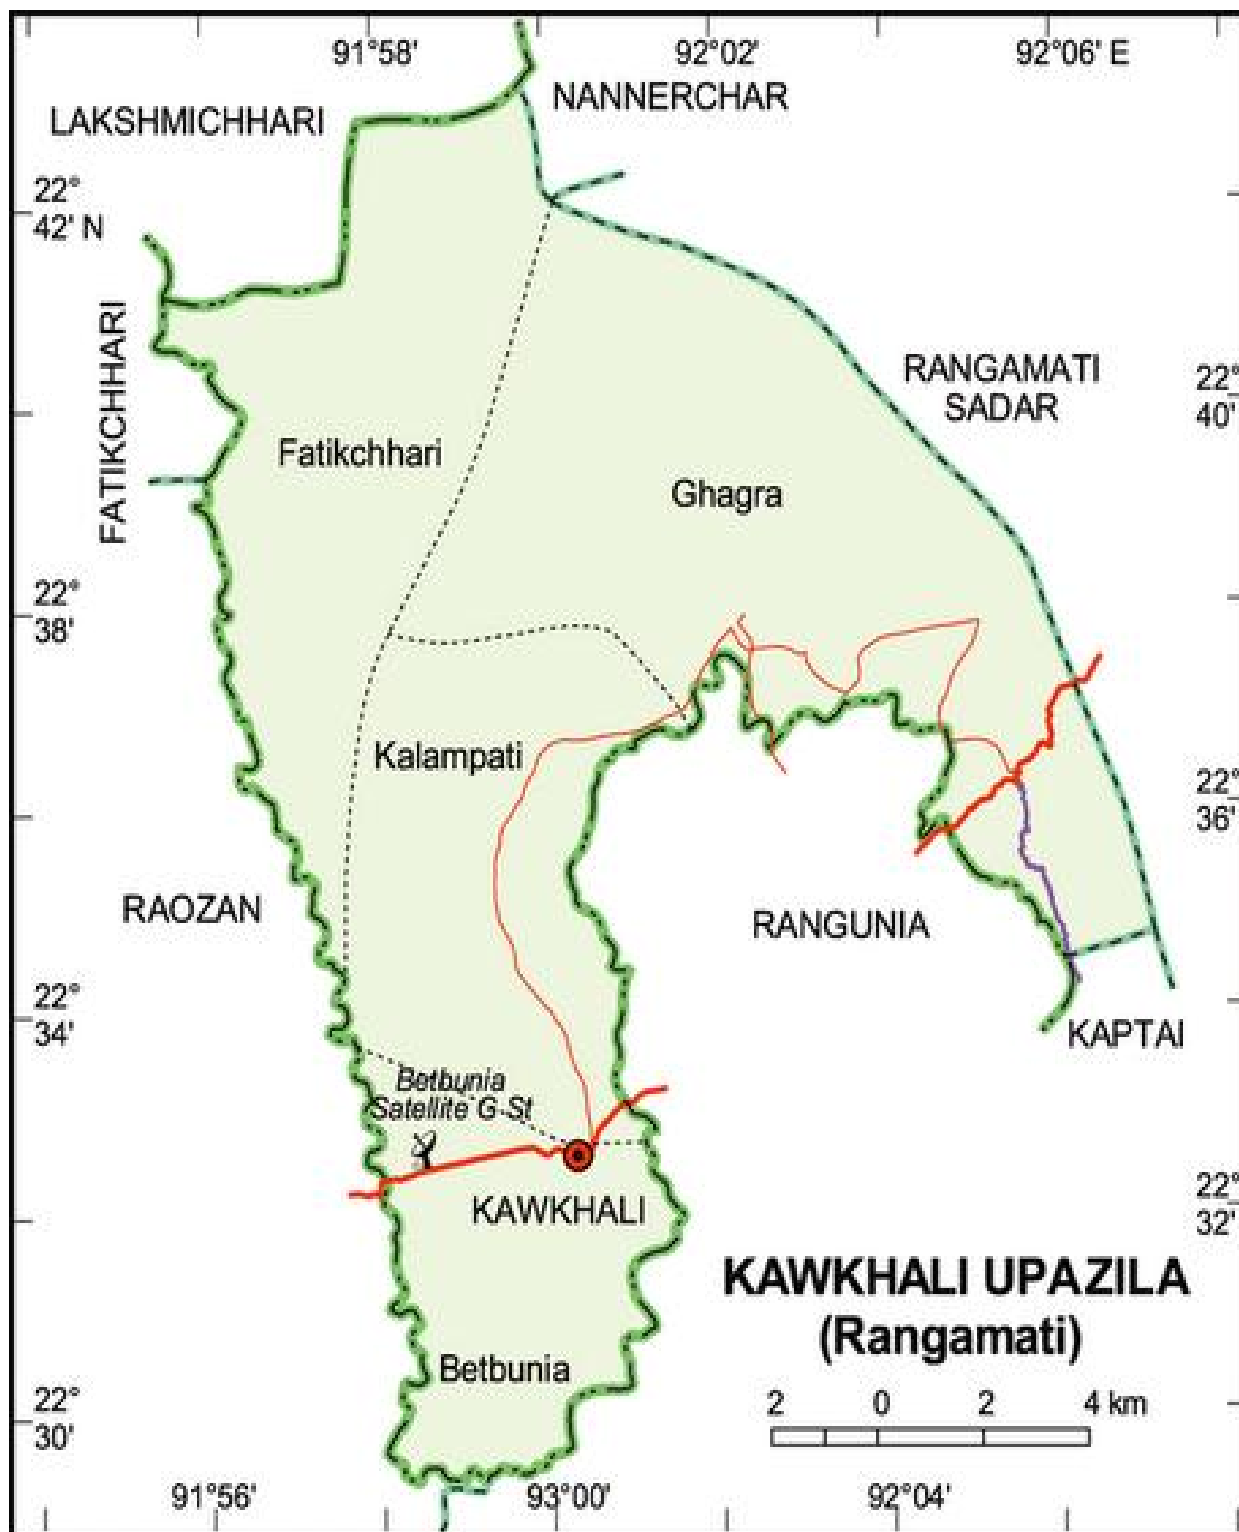 91°58'
92°02'
92°06' E
NANNERCHAR
LAKSHMICHHARI
22°
42' N
FATIKCHHARI
RANGAMATI
SADAR
22°
40'
Fatikchhari
Ghagra
22°
38'
Kalampati
22°
36'
RAOZAN
RANGUNIA
22°
34'
KAPTAI
Betbunia
Satellite G-St
KAWKHALI
22°
32'
KAWKHALI UPAZILA
(Rangamati)
Betbunia
2 0 2 4 km
22°
30'
91°56'
93°00'
92°04'